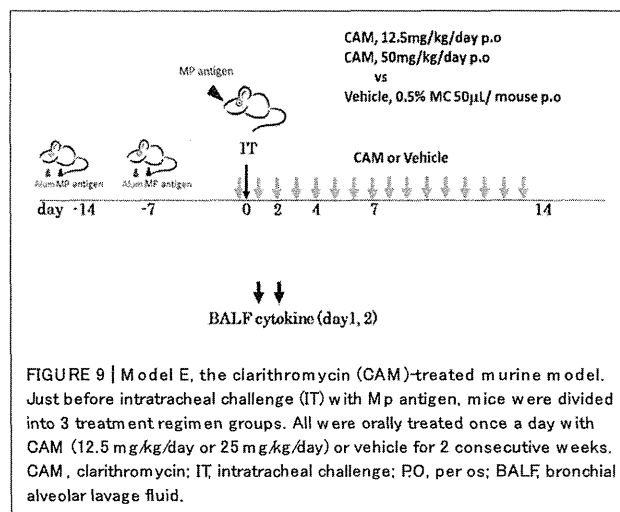 CAM, 12.5mg/kg/day p.o
CAM, 50mg/kg/day p.o
vs
Vehicle, 0.5% MC 50μL/ mouse p.o
MP antigen
IT
CAM or Vehicle
Alum MP antigen
Alum MP antigen
day -14 -7 0 2 4 7 14
BALF cytokine (day1, 2)
FIGURE 9 | Model E, the clarithromycin (CAM)-treated murine model.
Just before intratracheal challenge (IT) with Mp antigen, mice were divided
into 3 treatment regimen groups. All were orally treated once a day with
CAM (12.5 mg/kg/day or 25 mg/kg/day) or vehicle for 2 consecutive weeks.
CAM, clarithromycin; IT, intratracheal challenge; P.O, per os; BALF, bronchial
alveolar lavage fluid.